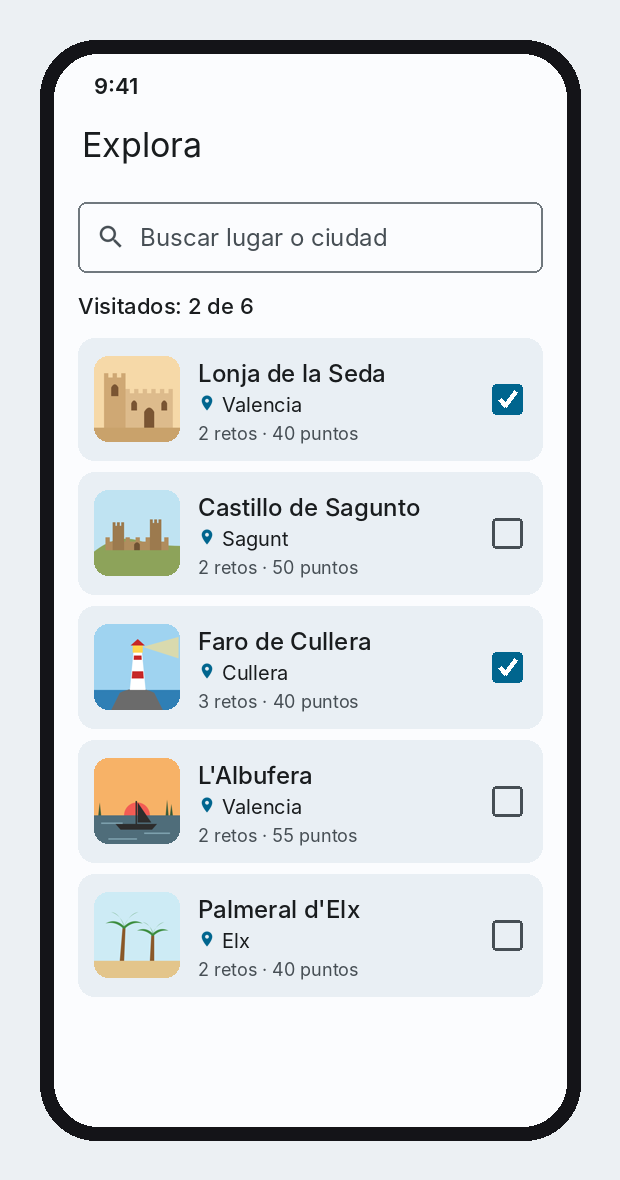 9:41
Explora
Buscar lugar o ciudad
Visitados: 2 de 6
Lonja de la Seda
Valencia
2 retos · 40 puntos
Castillo de Sagunto
Sagunt
2 retos · 50 puntos
Faro de Cullera
Cullera
3 retos · 40 puntos
L'Albufera
Valencia
2 retos · 55 puntos
Palmeral d'Elx
Elx
2 retos · 40 puntos